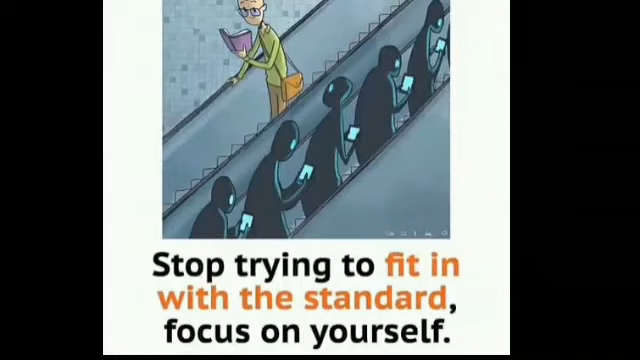 Stop trying to fit in
with the standard,
focus on yourself.